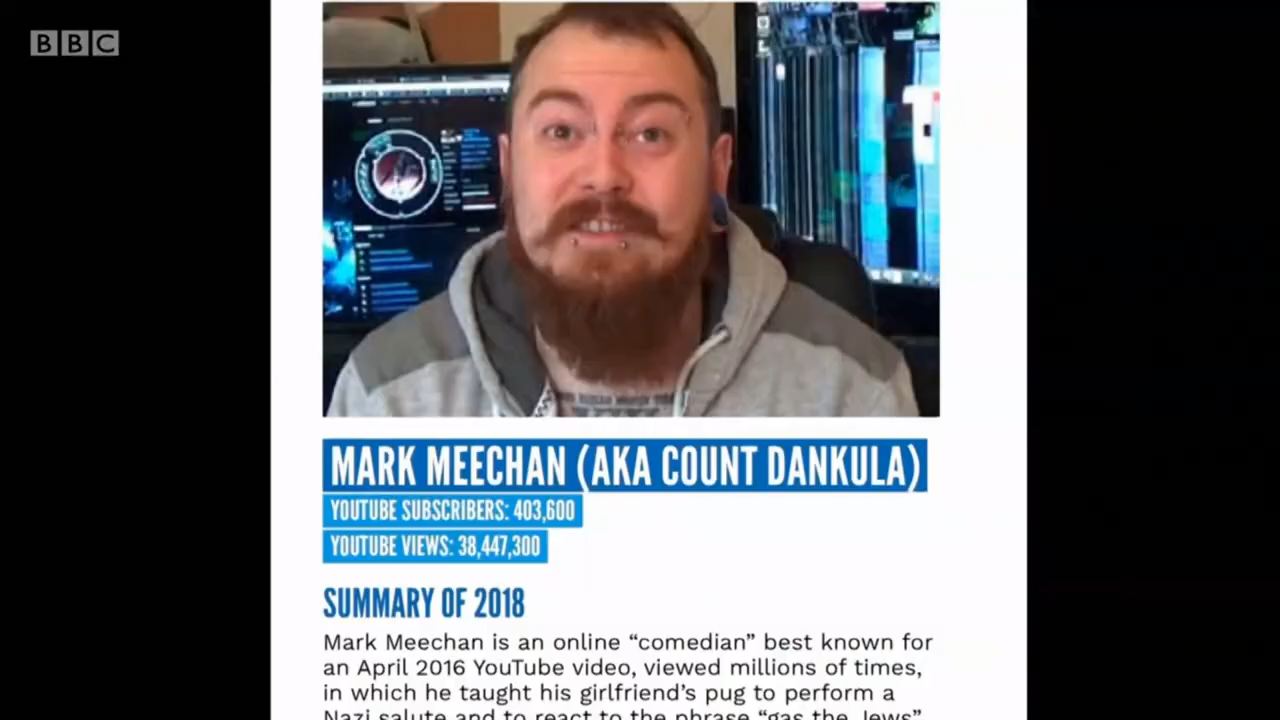 BBC
MARK MEECHAN (AKA COUNT DANKULA)
YOUTUBE SUBSCRIBERS: 403,600
YOUTUBE VIEWS: 38,447,300
SUMMARY OF 2018
Mark Meechan is an online “comedian” best known for
an April 2016 YouTube video, viewed millions of times,
in which he taught his girlfriend’s pug to perform a
Nazi salute and to react to the phrase “gas the Jews”.